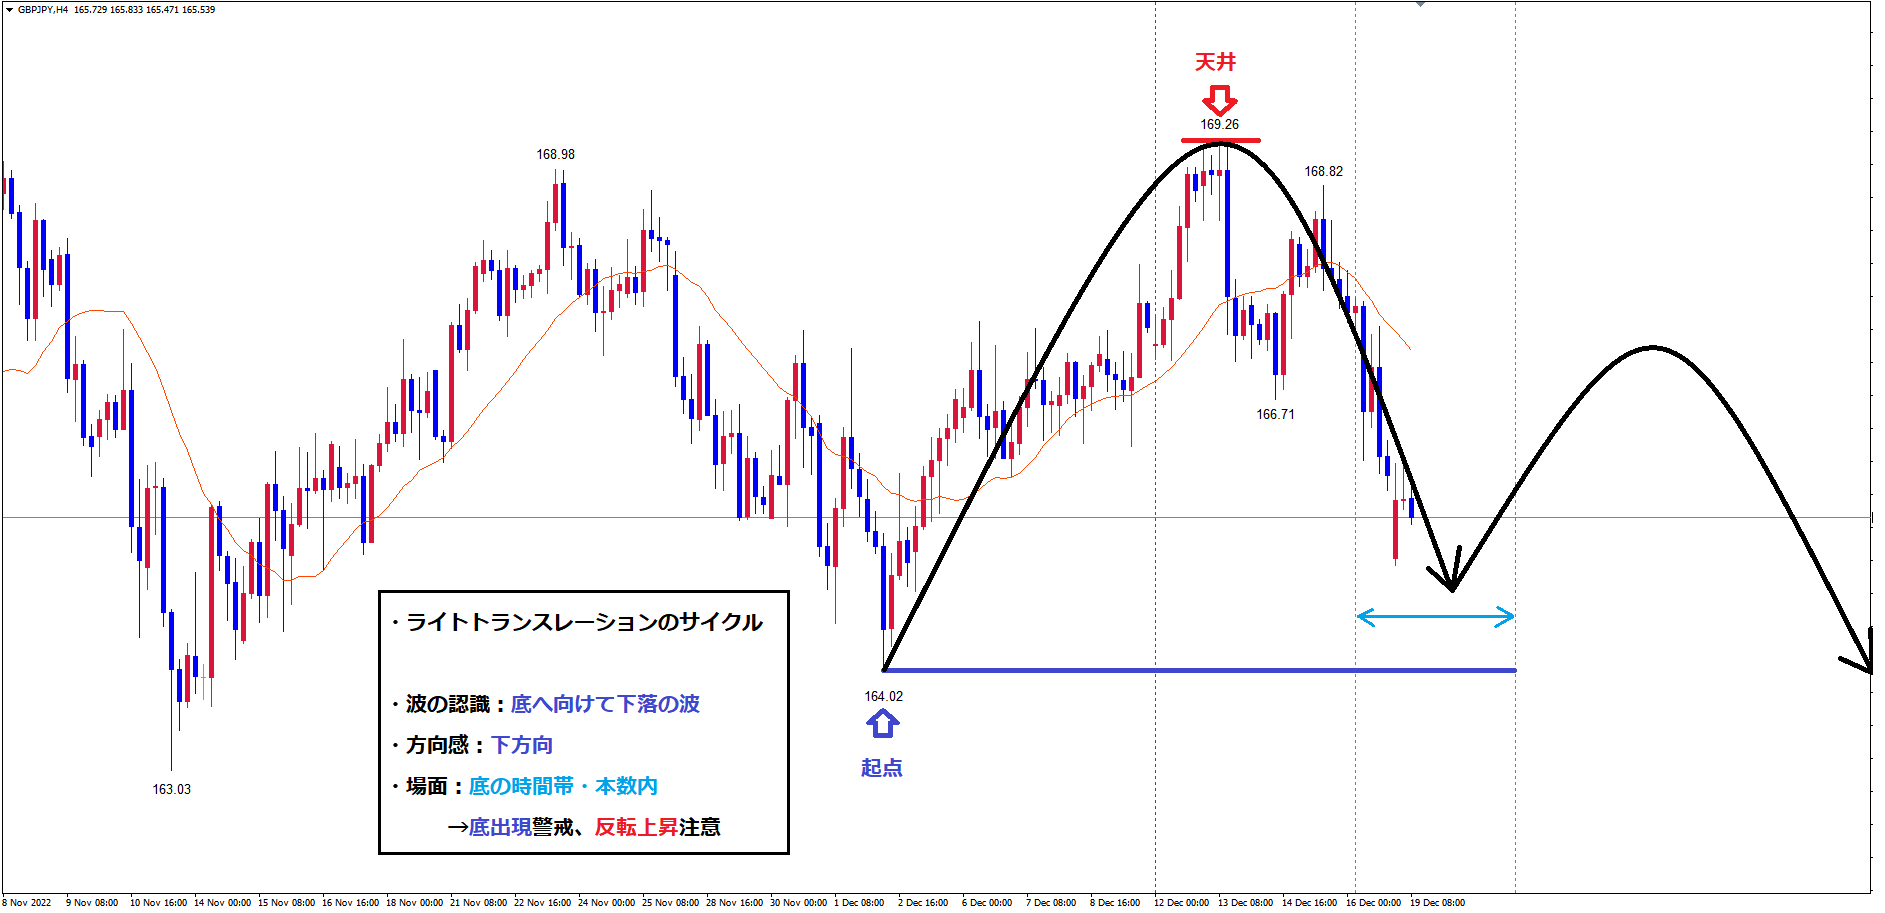 GBPJPY,H4 165.729 165.833 165.471 165.539
天井
169.26
168.98
168.82
166.71
・ライトトランスレーションのサイクル
・波の認識：底へ向けて下落の波
・方向感：下方向
・場面：底の時間帯・本数内
→底出現警戒、反転上昇注意
164.02
起点
163.03
8 Nov 2022 9 Nov 08:00 10 Nov 16:00 14 Nov 00:00 15 Nov 08:00 16 Nov 16:00 18 Nov 00:00 21 Nov 08:00 22 Nov 16:00 24 Nov 00:00 25 Nov 08:00 28 Nov 16:00 30 Nov 00:00 1 Dec 08:00 2 Dec 16:00 6 Dec 00:00 7 Dec 08:00 8 Dec 16:00 12 Dec 00:00 13 Dec 08:00 14 Dec 16:00 16 Dec 00:00 19 Dec 08:00